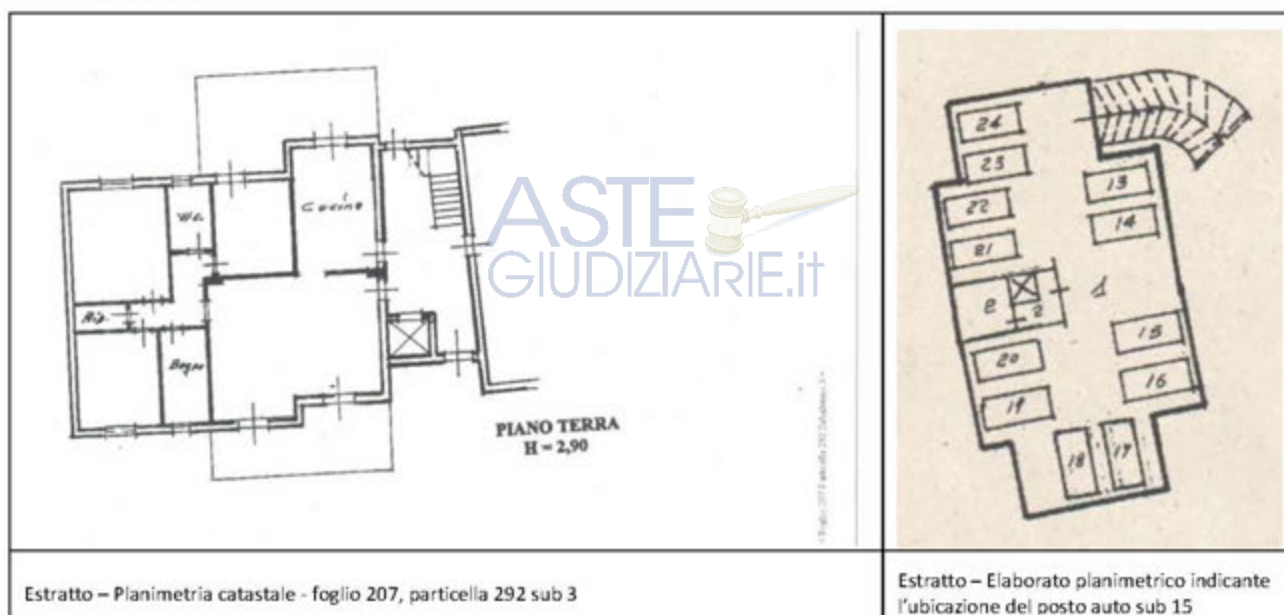 W.c.
Cucina
Rip.
Bagno
PIANO TERRA
H = 2,90
ASTE
GIUDIZIARIE.it
24
23
22
21
2
2
1
13
14
15
16
20
19
18
17
Estratto – Planimetria catastale - foglio 207, particella 292 sub 3
Estratto – Elaborato planimetrico indicante
l'ubicazione del posto auto sub 15